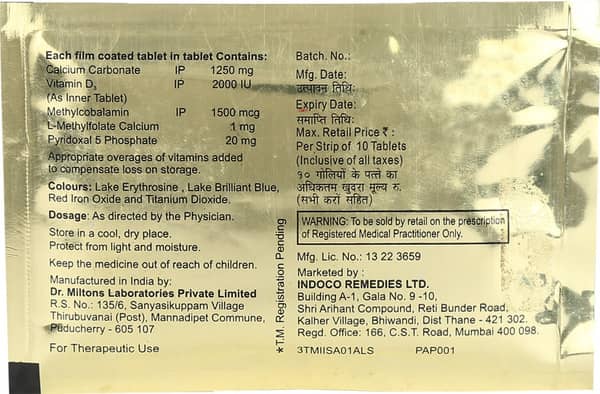 Each film coated tablet in tablet Contains:
Calcium Carbonate IP 1250 mg
Vitamin D3 IP 2000 IU
(As Inner Tablet)
Methylcobalamin IP 1500 mcg
L-Methylfolate Calcium 1 mg
Pyridoxal 5 Phosphate 20 mg
Appropriate overages of vitamins added
to compensate loss on storage.
Colours: Lake Erythrosine , Lake Brilliant Blue,
Red Iron Oxide and Titanium Dioxide.
Dosage: As directed by the Physician.
Store in a cool, dry place.
Protect from light and moisture.
Keep the medicine out of reach of children.
Manufactured in India by:
Dr. Miltons Laboratories Private Limited
R.S. No.: 135/6, Sanyasikuppam Village
Thirubuvanai (Post), Mannadipet Commune,
Puducherry - 605 107
For Therapeutic Use
*T.M. Registration Pending
Batch. No.:
Mfg. Date:
उत्पादन तिथि:
Expiry Date:
समाप्ति तिथि:
Max. Retail Price ₹ :
Per Strip of 10 Tablets
(Inclusive of all taxes)
१० गोलियों के पत्ते का
अधिकतम खुदरा मूल्य रु.
(सभी करों सहित)
WARNING: To be sold by retail on the prescription
of Registered Medical Practitioner Only.
Mfg. Lic. No.: 13 22 3659
Marketed by :
INDOCO REMEDIES LTD.
Building A-1, Gala No. 9 -10,
Shri Arihant Compound, Reti Bunder Road,
Kalher Village, Bhiwandi, Dist Thane - 421 302.
Regd. Office: 166, C.S.T. Road, Mumbai 400 098.
3TMIISA01ALS PAP001